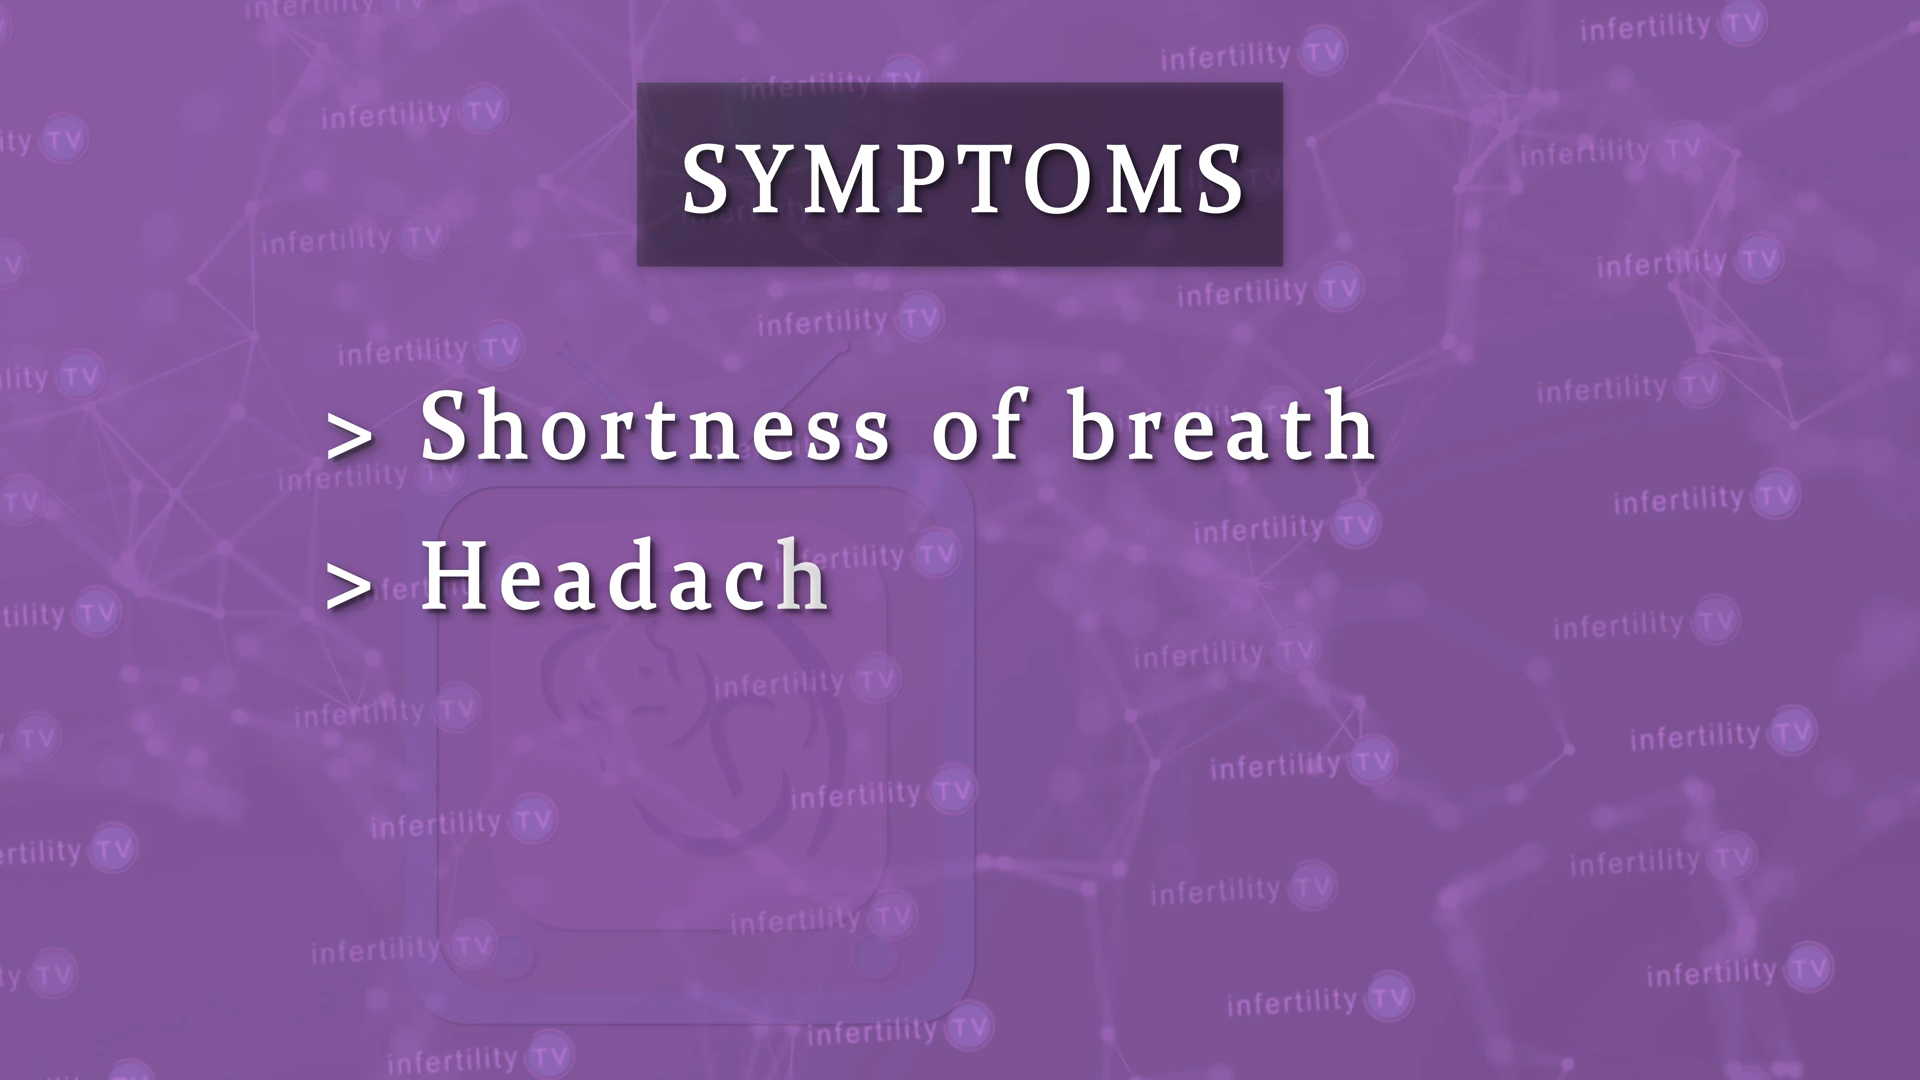 SYMPTOMS
> Shortness of breath
> Headach
infertility TV